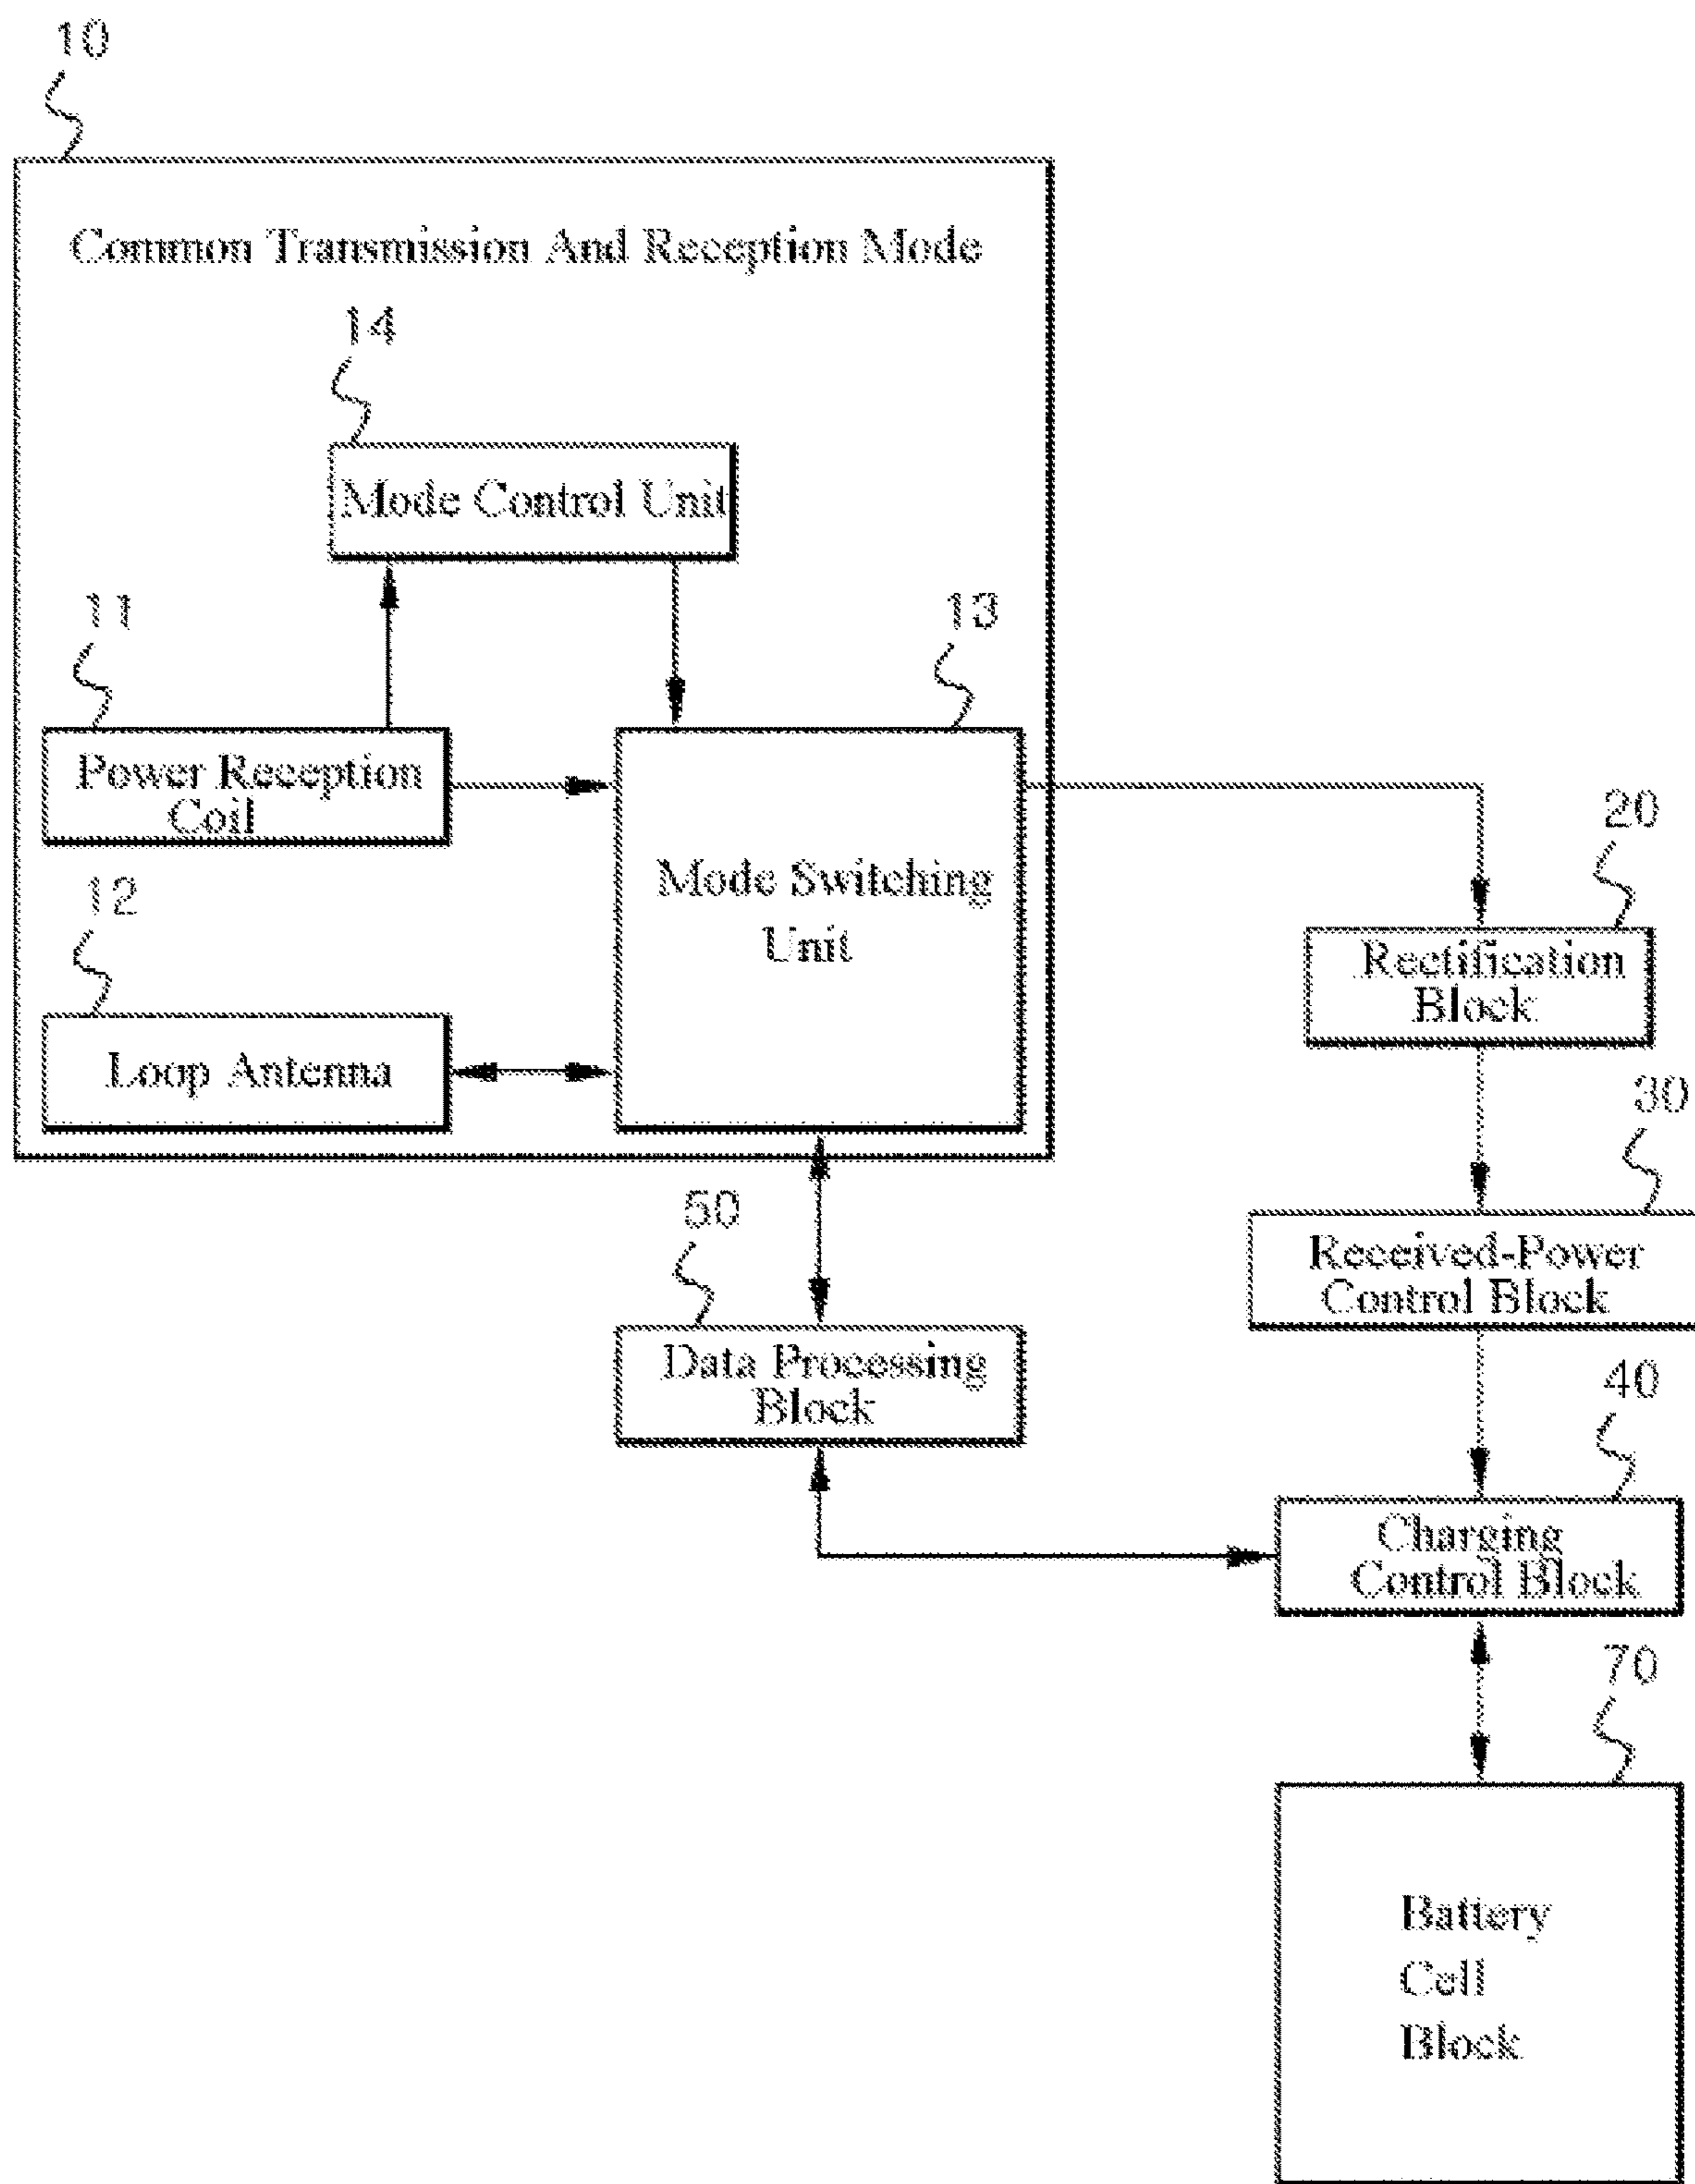 10
Common Transmission And Reception Mode
14
Mode Control Unit
11
13
Power Reception
Coil
20
12
Mode Switching
Unit
Rectification
Block
Loop Antenna
30
50
Received-Power
Control Block
Data Processing
Block
40
Charging
Control Block
70
Battery
Cell
Block